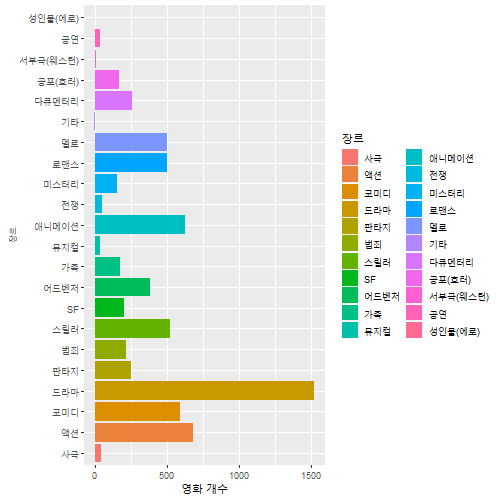 성인물(에로)
공연
서부극(웨스턴)
공포(호러)
다큐멘터리
기타
멜로
로맨스
미스터리
전쟁
애니메이션
뮤지컬
가족
어드벤처
SF
스릴러
범죄
판타지
드라마
코미디
액션
사극
장르
0
500
1000
1500
영화 개수
장르
사극
액션
코미디
드라마
판타지
범죄
스릴러
SF
어드벤처
가족
뮤지컬
애니메이션
전쟁
미스터리
로맨스
멜로
기타
다큐멘터리
공포(호러)
서부극(웨스턴)
공연
성인물(에로)